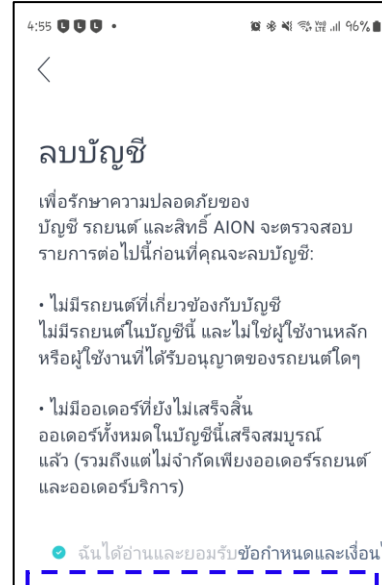 4:55
96%
ลบบัญชี
เพื่อรักษาความปลอดภัยของ
บัญชี รถยนต์ และสิทธิ์ AION จะตรวจสอบ
รายการต่อไปนี้ก่อนที่คุณจะลบบัญชี:
• ไม่มีรถยนต์ที่เกี่ยวข้องกับบัญชี
ไม่มีรถยนต์ในบัญชีนี้ และไม่ใช่ผู้ใช้งานหลัก
หรือผู้ใช้งานที่ได้รับอนุญาตของรถยนต์ใดๆ
• ไม่มีออเดอร์ที่ยังไม่เสร็จสิ้น
ออเดอร์ทั้งหมดในบัญชีนี้เสร็จสมบูรณ์
แล้ว (รวมถึงแต่ไม่จำกัดเพียงออเดอร์รถยนต์
และออเดอร์บริการ)
ฉันได้อ่านและยอมรับข้อกำหนดและเงื่อน